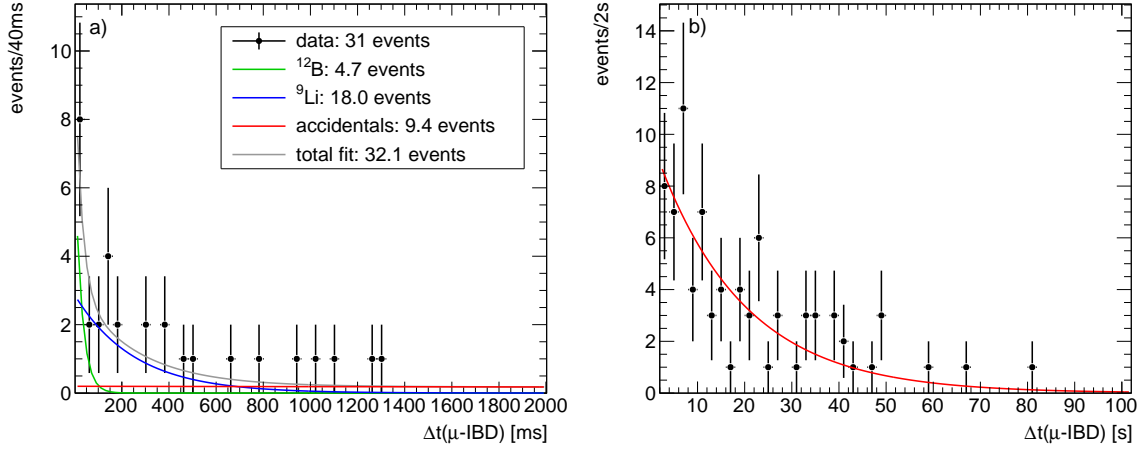 a)
events/40ms
10
8
6
4
2
0
data: 31 events
¹²B: 4.7 events
⁹Li: 18.0 events
accidentals: 9.4 events
total fit: 32.1 events
200 400 600 800 1000 1200 1400 1600 1800 2000
Δt(μ-IBD) [ms]
b)
events/2s
14
12
10
8
6
4
2
0
10 20 30 40 50 60 70 80 90 100
Δt(μ-IBD) [s]